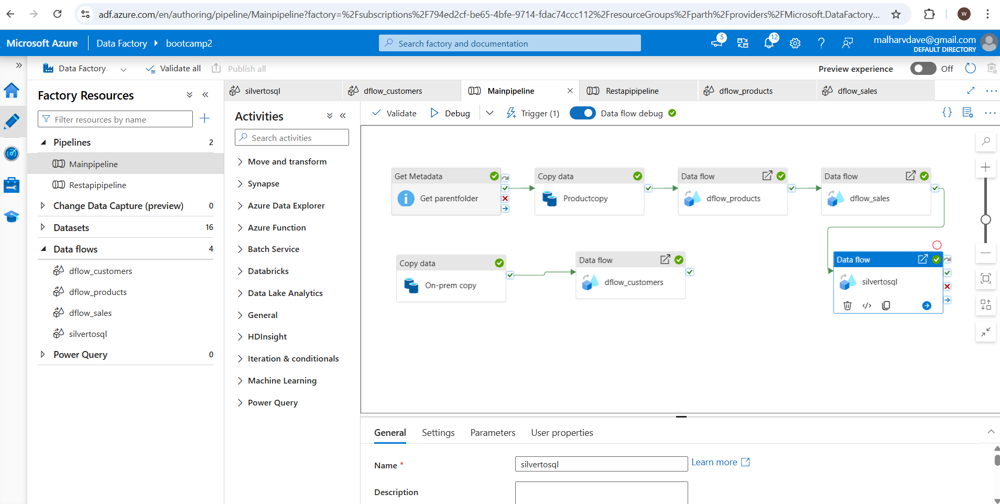 adf.azure.com/en/authoring/pipeline/Mainpipeline?factory=%2Fsubscriptions%2F794ed2cf-be65-4bfe-9714-fdac74ccc112%2FresourceGroups%2Fparth%2Fproviders%2FMicrosoft.DataFactory...
W
Microsoft Azure Data Factory bootcamp2
Search factory and documentation
5
12
malharvdave@gmail.com
DEFAULT DIRECTORY
Data Factory Validate all Publish all
Preview experience Off
Factory Resources
Filter resources by name
Pipelines 2
Mainpipeline
Restapipipeline
Change Data Capture (preview) 0
Datasets 16
Data flows 4
dflow_customers
dflow_products
dflow_sales
silvertosql
Power Query 0
silvertosql dflow_customers Mainpipeline Restapipipeline dflow_products dflow_sales
Activities
Search activities
Move and transform
Synapse
Azure Data Explorer
Azure Function
Batch Service
Databricks
Data Lake Analytics
General
HDInsight
Iteration & conditionals
Machine Learning
Power Query
Validate Debug Trigger (1) Data flow debug
Get Metadata
Get parentfolder
Copy data
Productcopy
Data flow
dflow_products
Data flow
dflow_sales
Copy data
On-prem copy
Data flow
dflow_customers
Data flow
silvertosql
General Settings Parameters User properties
Name * silvertosql Learn more
Description